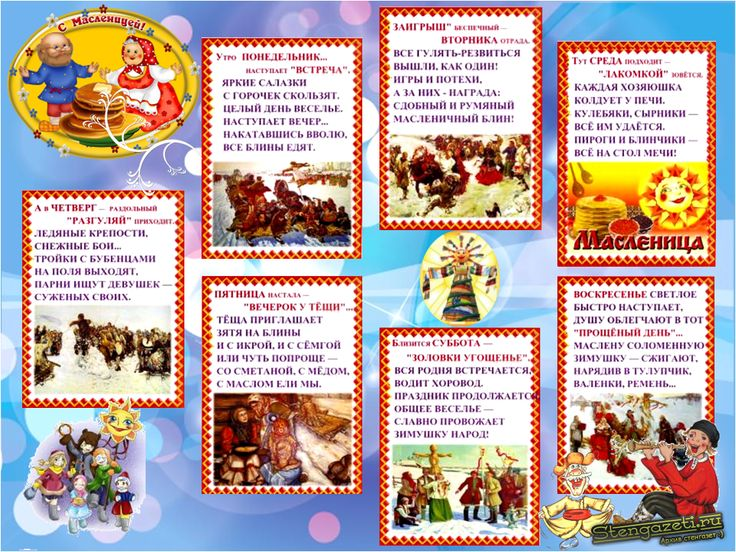 С Масленицей!
Утро ПОНЕДЕЛЬНИК...
НАСТУПАЕТ "ВСТРЕЧА".
ЯРКИЕ САЛАЗКИ
С ГОРОЧЕК СКОЛЬЗЯТ.
ЦЕЛЫЙ ДЕНЬ ВЕСЕЛЬЕ.
НАСТУПАЕТ ВЕЧЕР...
НАКАТАВШИСЬ ВВОЛЮ,
ВСЕ БЛИНЫ ЕДЯТ.
ЗАИГРЫШ" БЕСПЕЧНЫЙ —
ВТОРНИКА ОТРАДА.
ВСЕ ГУЛЯТЬ-РЕЗВИТЬСЯ
ВЫШЛИ, КАК ОДИН!
ИГРЫ И ПОТЕХИ,
А ЗА НИХ - НАГРАДА:
СДОБНЫЙ И РУМЯНЫЙ
МАСЛЕНИЧНЫЙ БЛИН!
Тут СРЕДА ПОДХОДИТ —
"ЛАКОМКОЙ" ЗОВЁТСЯ.
КАЖДАЯ ХОЗЯЮШКА
КОЛДУЕТ У ПЕЧИ.
КУЛЕБЯКИ, СЫРНИКИ —
ВСЁ ИМ УДАЁТСЯ.
ПИРОГИ И БЛИНЧИКИ —
ВСЁ НА СТОЛ МЕЧИ!
Масленица
А в ЧЕТВЕРГ — РАЗДОЛЬНЫЙ
"РАЗГУЛЯЙ" ПРИХОДИТ.
ЛЕДЯНЫЕ КРЕПОСТИ,
СНЕЖНЫЕ БОИ...
ТРОЙКИ С БУБЕНЦАМИ
НА ПОЛЯ ВЫХОДЯТ,
ПАРНИ ИЩУТ ДЕВУШЕК —
СУЖЕНЫХ СВОИХ.
ПЯТНИЦА НАСТАЛА —
"ВЕЧЕРОК У ТЁЩИ"...
ТЁЩА ПРИГЛАШАЕТ
ЗЯТЯ НА БЛИНЫ
И С ИКРОЙ, И С СЁМГОЙ
ИЛИ ЧУТЬ ПОПРОЩЕ —
СО СМЕТАНОЙ, С МЁДОМ,
С МАСЛОМ ЕЛИ МЫ.
Близится СУББОТА —
"ЗОЛОВКИ УГОЩЕНЬЕ".
ВСЯ РОДНЯ ВСТРЕЧАЕТСЯ,
ВОДИТ ХОРОВОД.
ПРАЗДНИК ПРОДОЛЖАЕТСЯ
ОБЩЕЕ ВЕСЕЛЬЕ —
СЛАВНО ПРОВОЖАЕТ
ЗИМУШКУ НАРОД!
ВОСКРЕСЕНЬЕ СВЕТЛОЕ
БЫСТРО НАСТУПАЕТ,
ДУШУ ОБЛЕГЧАЮТ В ТОТ
"ПРОЩЁНЫЙ ДЕНЬ"...
МАСЛЕНУ СОЛОМЕННУЮ
ЗИМУШКУ — СЖИГАЮТ,
НАРЯДИВ В ТУЛУПЧИК,
ВАЛЕНКИ, РЕМЕНЬ...
Stengazeti.ru
Архив стенгазет :)